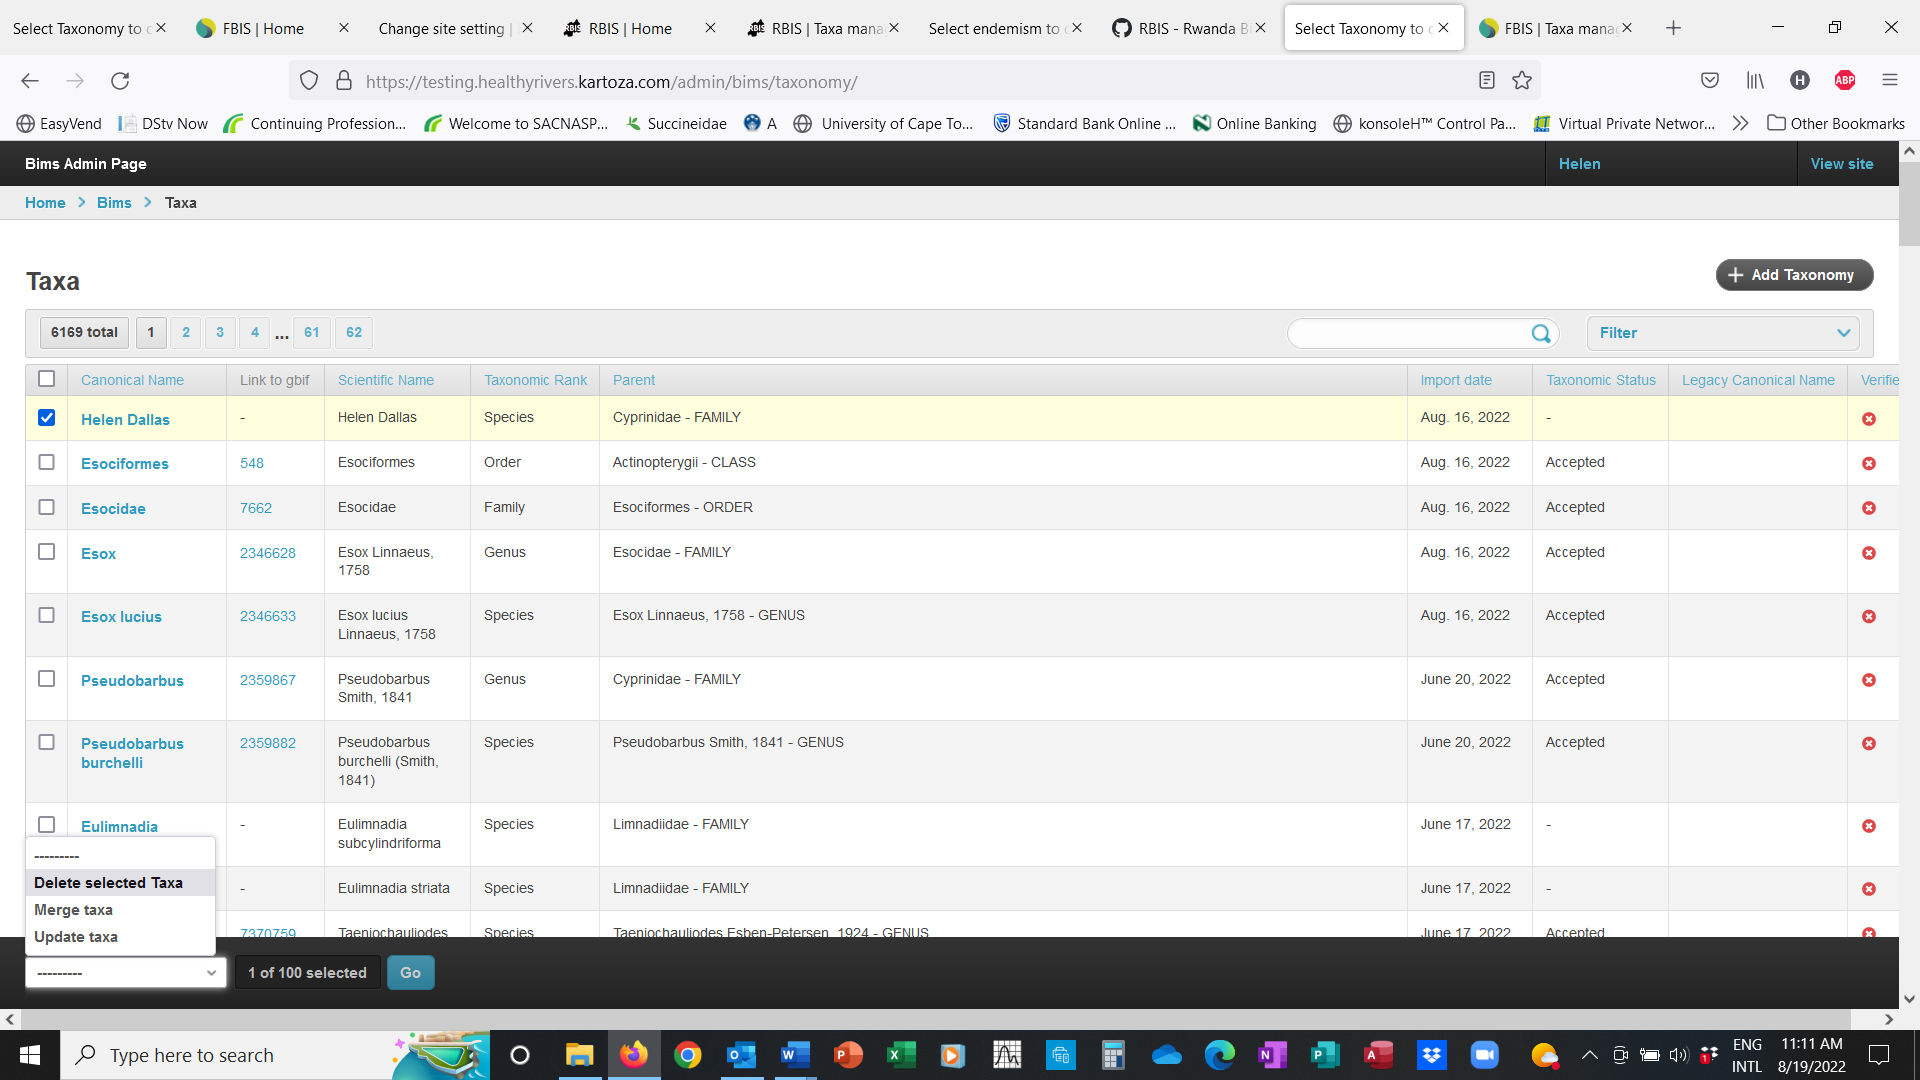 Select Taxonomy to c
FBIS | Home
Change site setting |
RBIS | Home
RBIS | Taxa mana
Select endemism to c
RBIS - Rwanda B
Select Taxonomy to c
FBIS | Taxa manag
https://testing.healthyrivers.kartoza.com/admin/bims/taxonomy/
H
ABP
EasyVend
DStv Now
Continuing Profession...
Welcome to SACNASP...
Succineidae
A
University of Cape To...
Standard Bank Online ...
Online Banking
konsoleH™ Control Pa...
Virtual Private Networ...
Other Bookmarks
Bims Admin Page
Helen
View site
Home > Bims > Taxa
Taxa
+ Add Taxonomy
6169 total 1 2 3 4 ... 61 62
Filter
Canonical Name Link to gbif Scientific Name Taxonomic Rank Parent Import date Taxonomic Status Legacy Canonical Name Verifie
Helen Dallas - Helen Dallas Species Cyprinidae - FAMILY Aug. 16, 2022 -
Esociformes 548 Esociformes Order Actinopterygii - CLASS Aug. 16, 2022 Accepted
Esocidae 7662 Esocidae Family Esociformes - ORDER Aug. 16, 2022 Accepted
Esox 2346628 Esox Linnaeus, Genus Esocidae - FAMILY Aug. 16, 2022 Accepted
1758
Esox lucius 2346633 Esox lucius Species Esox Linnaeus, 1758 - GENUS Aug. 16, 2022 Accepted
Linnaeus, 1758
Pseudobarbus 2359867 Pseudobarbus Genus Cyprinidae - FAMILY June 20, 2022 Accepted
Smith, 1841
Pseudobarbus 2359882 Pseudobarbus Species Pseudobarbus Smith, 1841 - GENUS June 20, 2022 Accepted
burchelli burchelli (Smith,
1841)
Eulimnadia - Eulimnadia Species Limnadiidae - FAMILY June 17, 2022 -
subcylindriforma
- Eulimnadia striata Species Limnadiidae - FAMILY June 17, 2022 -
7370759 Taeniochauliodes Species Taeniochauliodes Esben-Petersen, 1924 - GENUS June 17, 2022 Accepted
---------
Delete selected Taxa
Merge taxa
Update taxa
---------
1 of 100 selected
Go
Type here to search
ENG
INTL
11:11 AM
8/19/2022